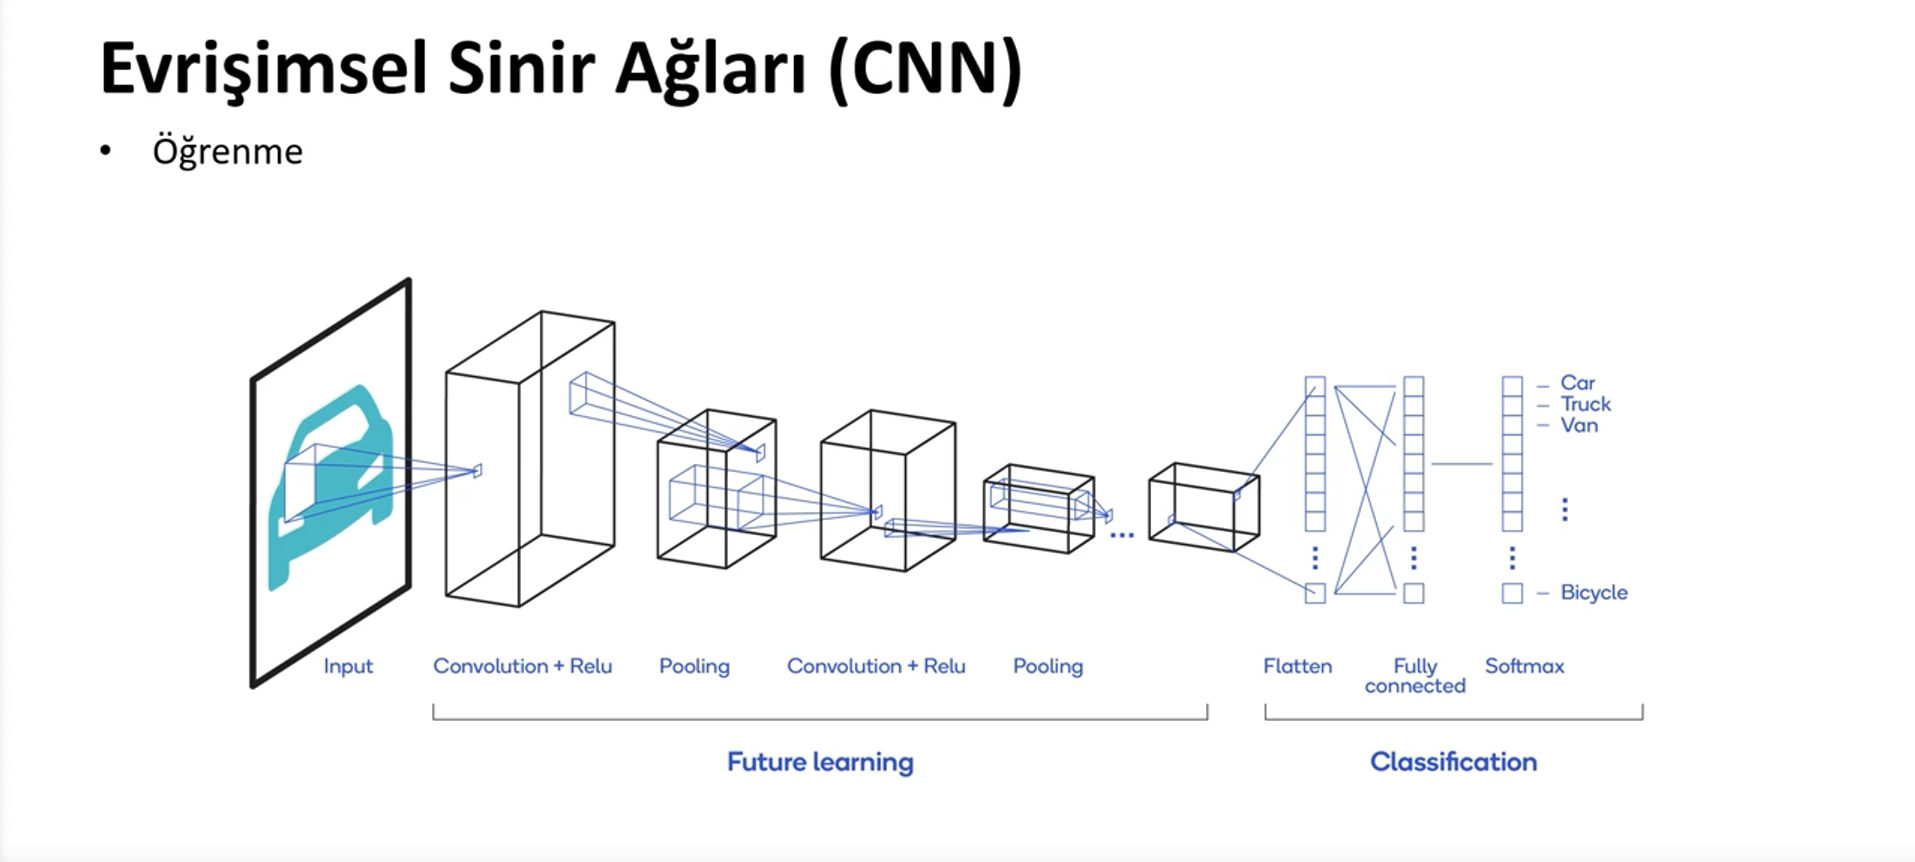 Evrişimsel Sinir Ağları (CNN)
• Öğrenme
Car
Truck
Van
Bicycle
Input
Convolution + Relu
Pooling
Convolution + Relu
Pooling
Flatten
Fully
connected
Softmax
Future learning
Classification